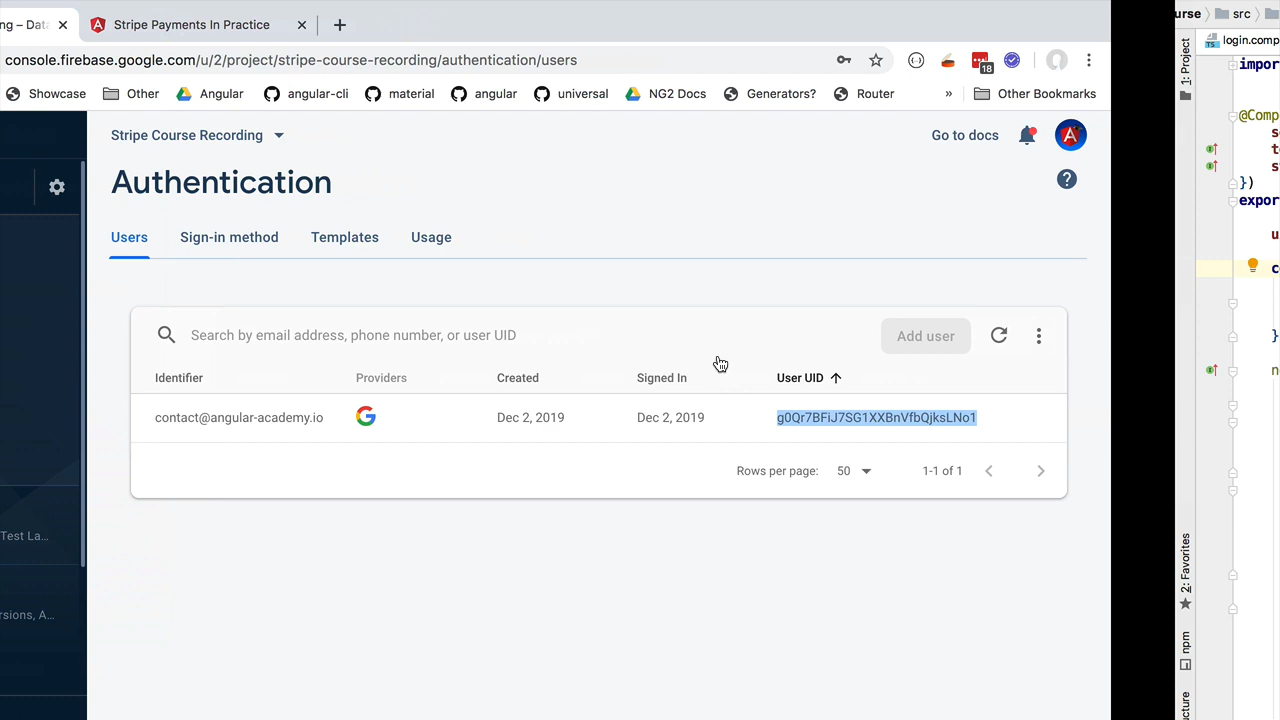 ng – Data
Stripe Payments In Practice
console.firebase.google.com/u/2/project/stripe-course-recording/authentication/users
18
Showcase
Other
Angular
angular-cli
material
angular
universal
NG2 Docs
Generators?
Router
»
Other Bookmarks
Stripe Course Recording
Go to docs
Authentication
Users
Sign-in method
Templates
Usage
Search by email address, phone number, or user UID
Add user
Identifier
Providers
Created
Signed In
User UID
contact@angular-academy.io
Dec 2, 2019
Dec 2, 2019
g0Qr7BFiJ7SG1XXBnVfbQjksLNo1
Rows per page:
50
1-1 of 1
Test La...
rsions, A...
urse
src
login.comp
1: Project
impor
@Comp
s
t
s
})
expor
u
c
}
n
2: Favorites
npm
cture